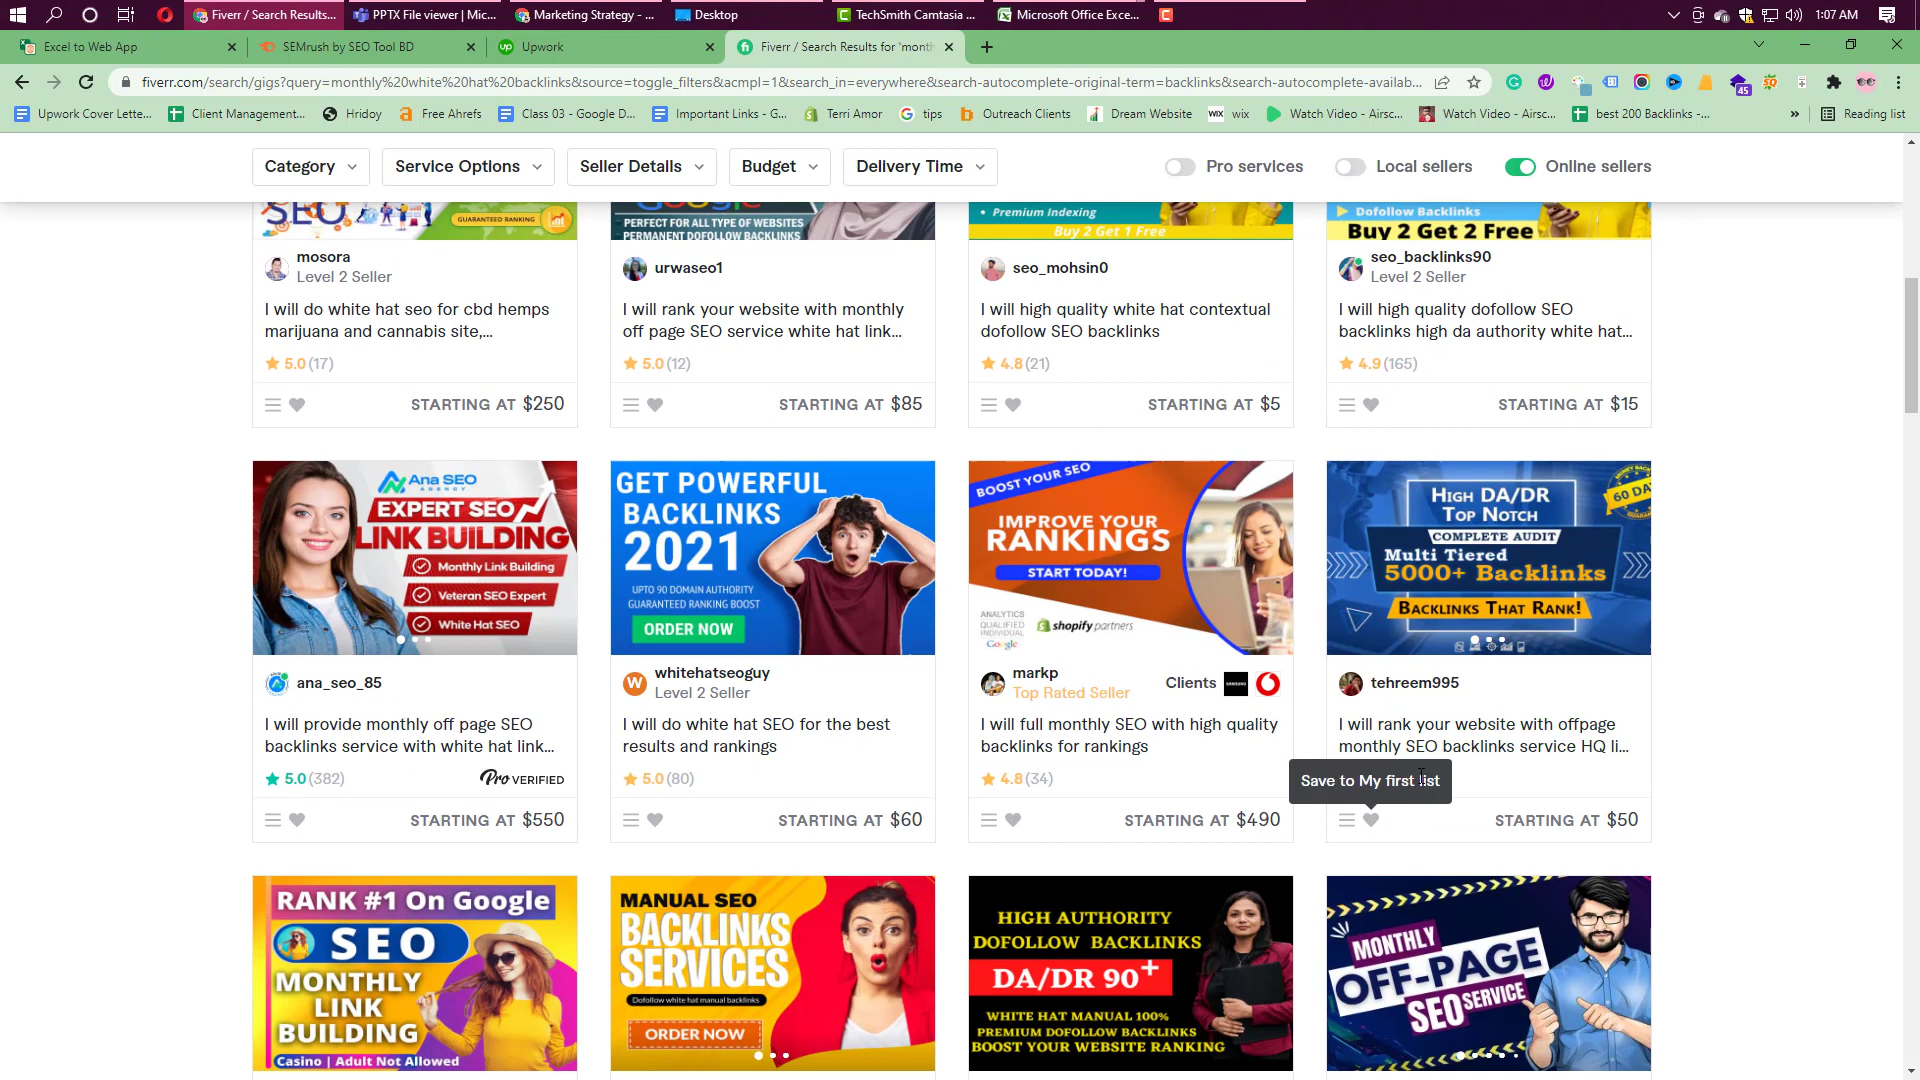 Fiverr / Search Results...
PPTX File viewer | Mic...
Marketing Strategy - ...
Desktop
TechSmith Camtasia ...
Microsoft Office Exce...
1:07 AM
Excel to Web App
SEMrush by SEO Tool BD
Upwork
Fiverr / Search Results for 'month
fiverr.com/search/gigs?query=monthly%20white%20hat%20backlinks&source=toggle_filters&acmpl=1&search_in=everywhere&search-autocomplete-original-term=backlinks&search-autocomplete-availab...
45
Upwork Cover Lette...
Client Management...
Hridoy
Free Ahrefs
Class 03 - Google D...
Important Links - G...
Terri Amor
tips
Outreach Clients
Dream Website
WIX wix
Watch Video - Airsc...
Watch Video - Airsc...
best 200 Backlinks -...
Reading list
Category
Service Options
Seller Details
Budget
Delivery Time
Pro services
Local sellers
Online sellers
SEO
GUARANTEED RANKING
Google
PERFECT FOR ALL TYPE OF WEBSITES
PERMANENT DOFOLLOW BACKLINKS
• Premium Indexing
Buy 2 Get 1 Free
Dofollow Backlinks
Buy 2 Get 2 Free
mosora
Level 2 Seller
I will do white hat seo for cbd hemps
marijuana and cannabis site,...
5.0 (17)
STARTING AT $250
urwaseo1
I will rank your website with monthly
off page SEO service white hat link...
5.0 (12)
STARTING AT $85
seo_mohsin0
I will high quality white hat contextual
dofollow SEO backlinks
4.8 (21)
STARTING AT $5
seo_backlinks90
Level 2 Seller
I will high quality dofollow SEO
backlinks high da authority white hat...
4.9 (165)
STARTING AT $15
Ana SEO
AGENCY
EXPERT SEO
LINK BUILDING
Monthly Link Building
Veteran SEO Expert
White Hat SEO
ana_seo_85
I will provide monthly off page SEO
backlinks service with white hat link...
5.0 (382)
Pro VERIFIED
STARTING AT $550
GET POWERFUL
BACKLINKS
2021
UPTO 90 DOMAIN AUTHORITY
GUARANTEED RANKING BOOST
ORDER NOW
W
whitehatseoguy
Level 2 Seller
I will do white hat SEO for the best
results and rankings
5.0 (80)
STARTING AT $60
BOOST YOUR SEO
IMPROVE YOUR
RANKINGS
START TODAY!
ANALYTICS
QUALIFIED
INDIVIDUAL
Google
shopify partners
markp
Top Rated Seller
Clients
SAMSUNG
I will full monthly SEO with high quality
backlinks for rankings
4.8 (34)
STARTING AT $490
MONEY BACK
60 DA
HIGH DA/DR
TOP NOTCH
COMPLETE AUDIT
Multi Tiered
5000+ Backlinks
BACKLINKS THAT RANK!
tehreem995
I will rank your website with offpage
monthly SEO backlinks service HQ li...
Save to My first list
STARTING AT $50
RANK #1 On Google
SEO
MONTHLY
LINK
BUILDING
Casino | Adult Not Allowed
MANUAL SEO
BACKLINKS
SERVICES
Dofollow white hat manual backlinks
ORDER NOW
HIGH AUTHORITY
DOFOLLOW BACKLINKS
DA/DR 90+
WHITE HAT MANUAL 100%
PREMIUM DOFOLLOW BACKLINKS
BOOST YOUR WEBSITE RANKING
MONTHLY
OFF-PAGE
SEO SERVICE